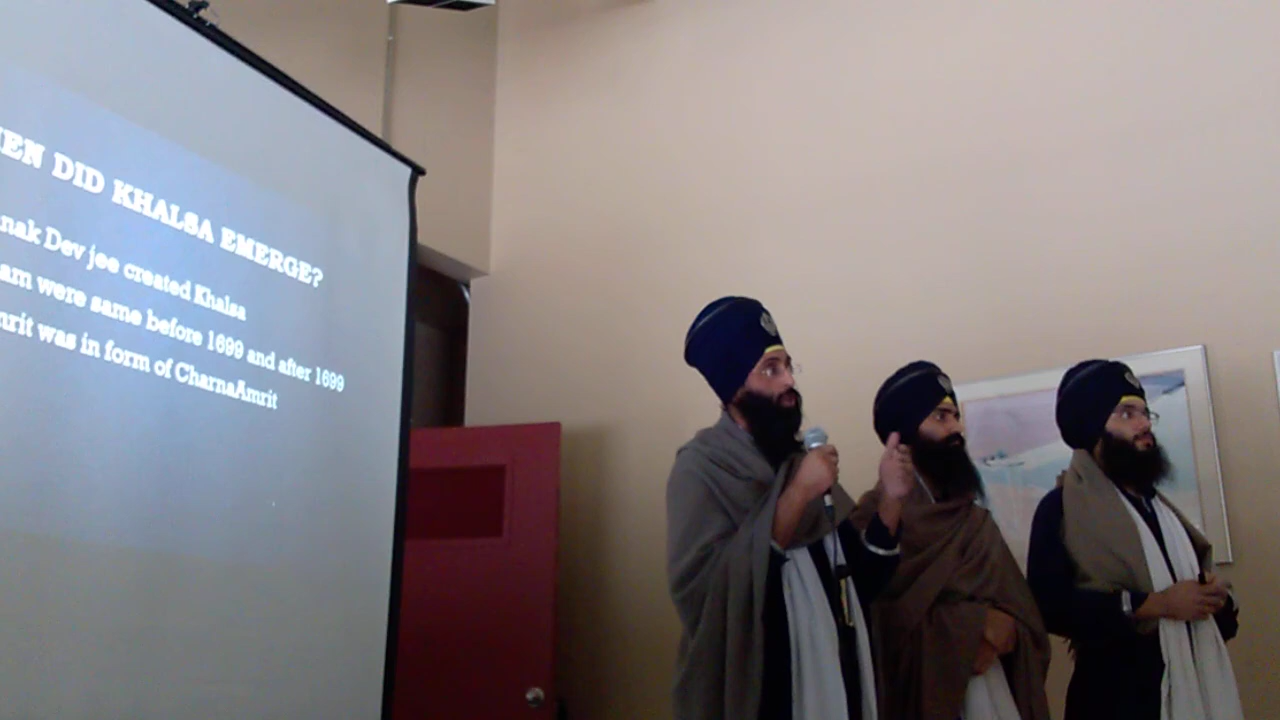 EN DID KHALSA EMERGE?
nak Dev jee created Khalsa
am were same before 1699 and after 1699
rit was in form of CharnaAmrit